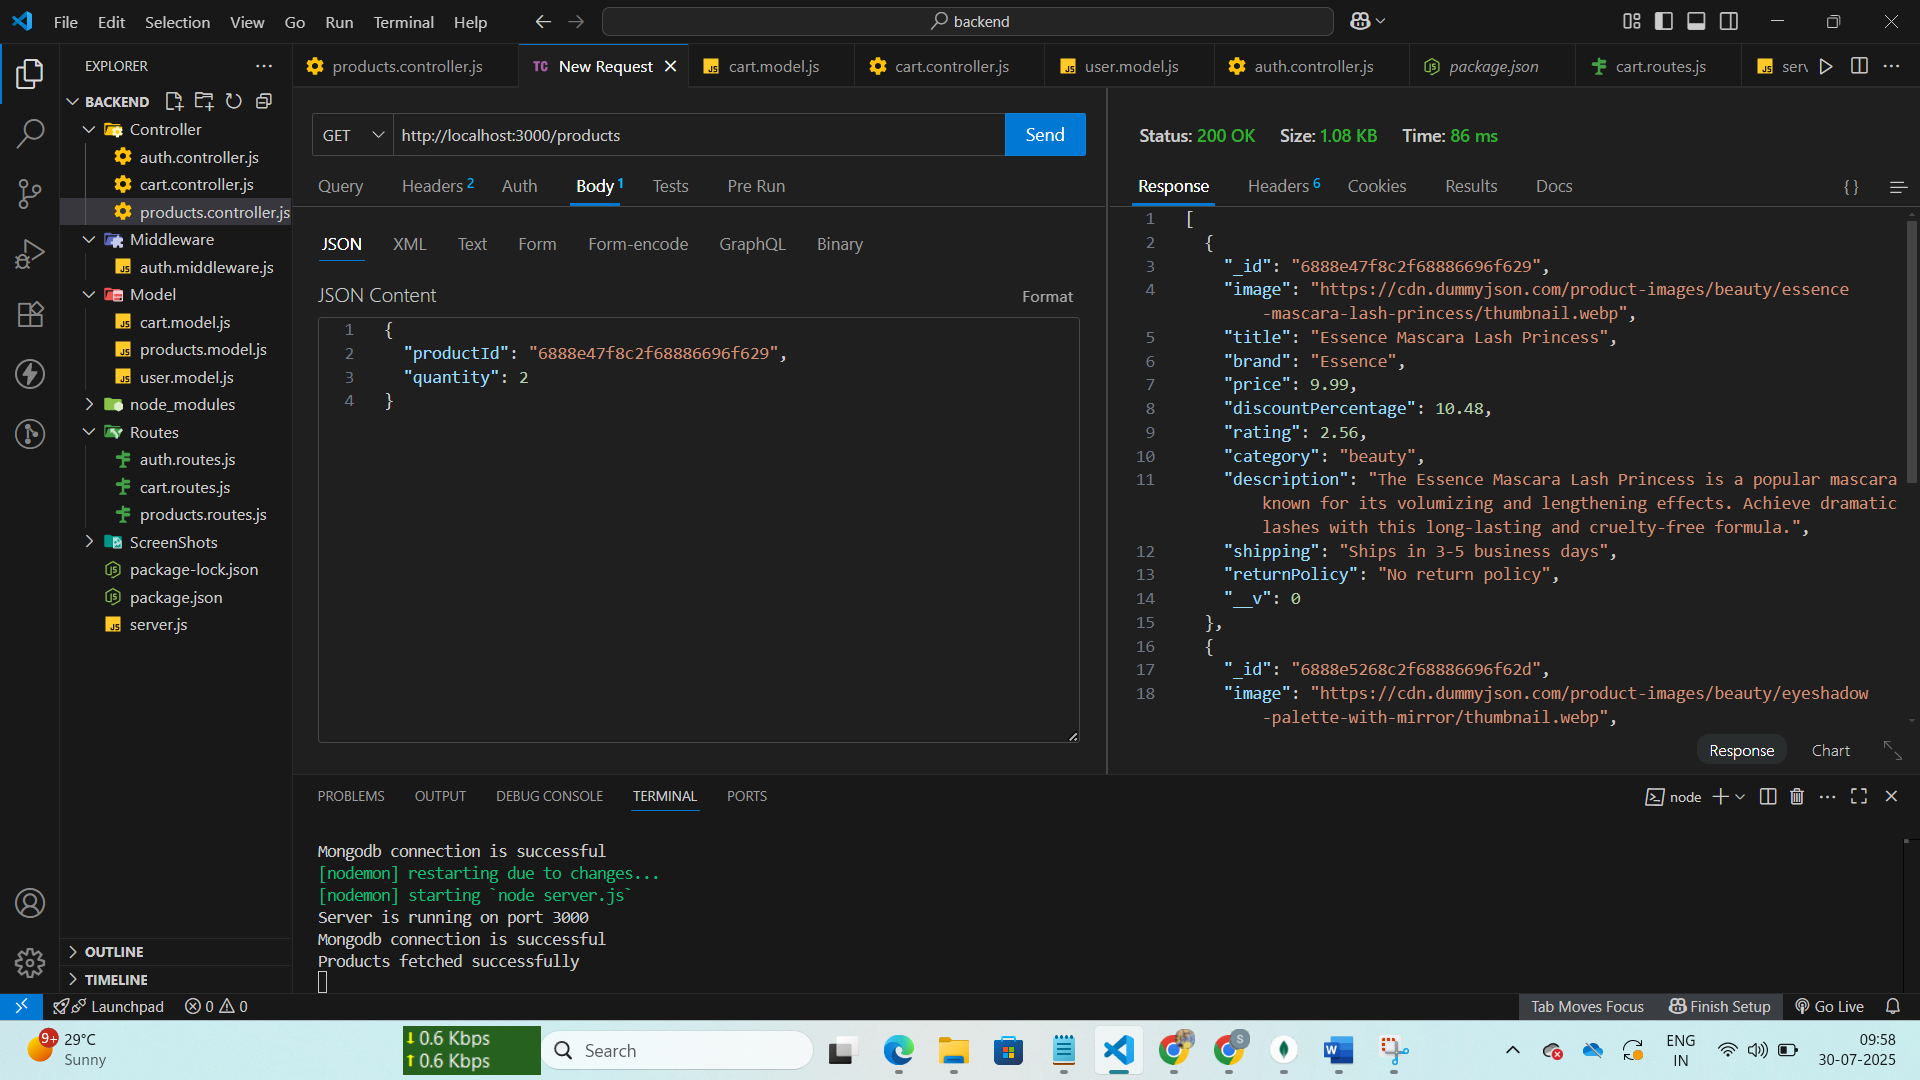 File Edit Selection View Go Run Terminal Help
backend
EXPLORER
BACKEND
Controller
auth.controller.js
cart.controller.js
products.controller.js
Middleware
auth.middleware.js
Model
cart.model.js
products.model.js
user.model.js
node_modules
Routes
auth.routes.js
cart.routes.js
products.routes.js
ScreenShots
package-lock.json
package.json
server.js
OUTLINE
TIMELINE
products.controller.js TC New Request cart.model.js cart.controller.js user.model.js auth.controller.js package.json cart.routes.js
GET http://localhost:3000/products Send
Query Headers 2 Auth Body 1 Tests Pre Run
JSON XML Text Form Form-encode GraphQL Binary
JSON Content Format
1 {
2 "productId": "6888e47f8c2f68886696f629",
3 "quantity": 2
4 }
Status: 200 OK Size: 1.08 KB Time: 86 ms
Response Headers 6 Cookies Results Docs { }
1 [
2 {
3 "_id": "6888e47f8c2f68886696f629",
4 "image": "https://cdn.dummyjson.com/product-images/beauty/essence
-mascara-lash-princess/thumbnail.webp",
5 "title": "Essence Mascara Lash Princess",
6 "brand": "Essence",
7 "price": 9.99,
8 "discountPercentage": 10.48,
9 "rating": 2.56,
10 "category": "beauty",
11 "description": "The Essence Mascara Lash Princess is a popular mascara
known for its volumizing and lengthening effects. Achieve dramatic
lashes with this long-lasting and cruelty-free formula.",
12 "shipping": "Ships in 3-5 business days",
13 "returnPolicy": "No return policy",
14 "__v": 0
15 },
16 {
17 "_id": "6888e5268c2f68886696f62d",
18 "image": "https://cdn.dummyjson.com/product-images/beauty/eyeshadow
-palette-with-mirror/thumbnail.webp",
Response Chart
PROBLEMS OUTPUT DEBUG CONSOLE TERMINAL PORTS
node
Mongodb connection is successful
[nodemon] restarting due to changes...
[nodemon] starting `node server.js`
Server is running on port 3000
Mongodb connection is successful
Products fetched successfully
Launchpad 0 0 Tab Moves Focus Finish Setup Go Live
9+ 29°C
Sunny
0.6 Kbps
0.6 Kbps
Search
ENG
IN
09:58
30-07-2025